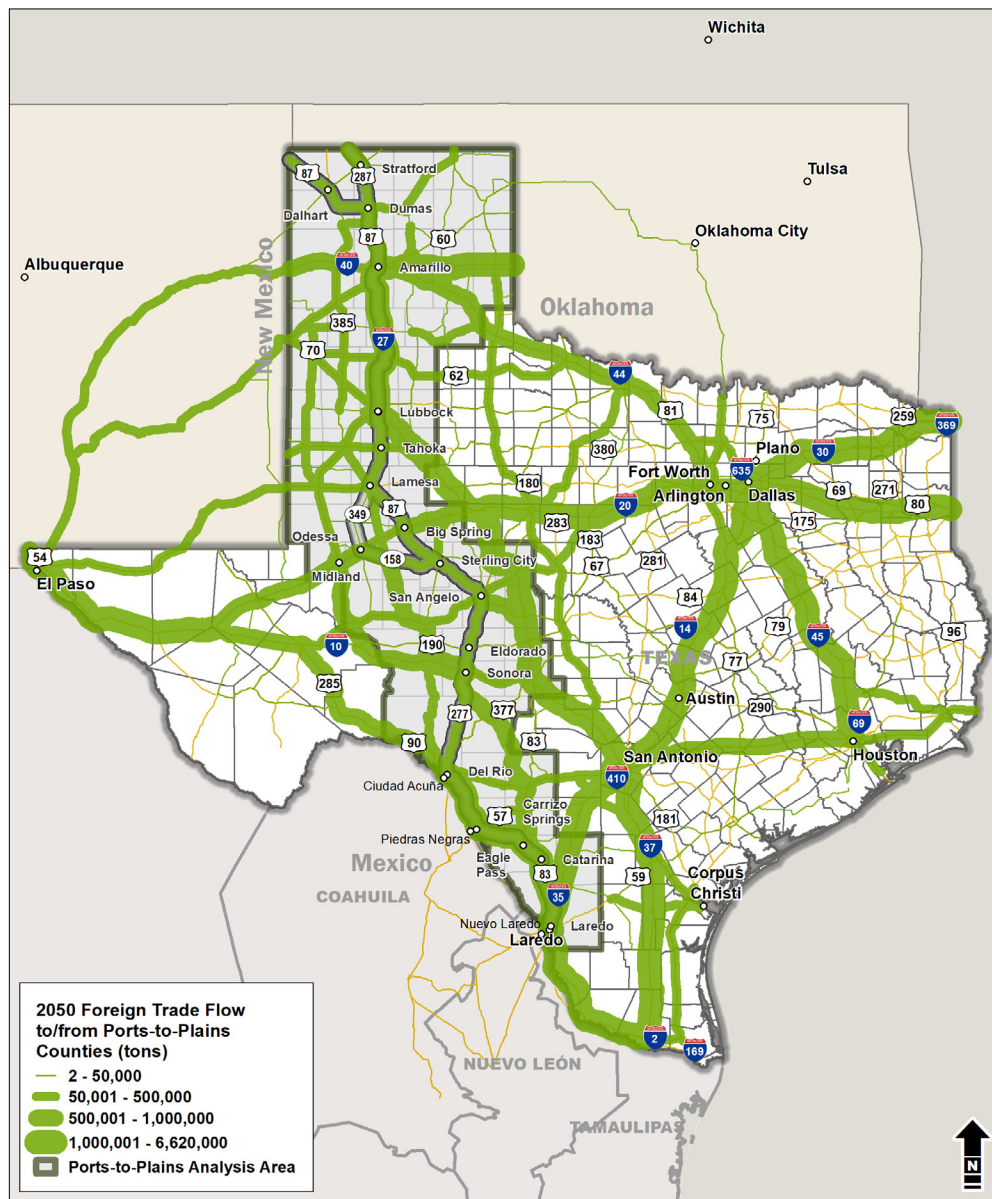 Wichita
Tulsa
Oklahoma City
Albuquerque
New Mexico
Oklahoma
87
287
Stratford
Dalhart
Dumas
87
60
40
Amarillo
385
27
70
62
44
Lubbock
81
75
259
369
Tahoka
380
Plano
30
635
Fort Worth
Lamesa
180
Arlington
Dallas
69
271
349
87
20
80
283
175
Odessa
Big Spring
183
54
158
Sterling City
67
281
El Paso
Midland
San Angelo
84
14
79
45
96
10
190
Eldorado
TEXAS
77
285
Sonora
277
377
Austin
290
69
90
83
San Antonio
Houston
Del Rio
410
Ciudad Acuña
57
Carrizo
Springs
181
Piedras Negras
37
Mexico
Eagle
Pass
Catarina
83
59
Corpus
Christi
COAHUILA
35
Nuevo Laredo
Laredo
Laredo
2
169
NUEVO LEÓN
TAMAULIPAS
2050 Foreign Trade Flow
to/from Ports-to-Plains
Counties (tons)
2 - 50,000
50,001 - 500,000
500,001 - 1,000,000
1,000,001 - 6,620,000
Ports-to-Plains Analysis Area
N